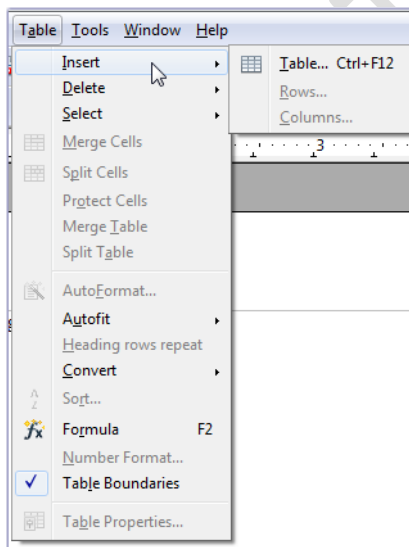 Table Tools Window Help
Insert
Table... Ctrl+F12
Delete
Rows...
Select
Columns...
Merge Cells
3
Split Cells
Protect Cells
Merge Table
Split Table
AutoFormat...
Autofit
Heading rows repeat
Convert
Sort...
Formula F2
Number Format...
Table Boundaries
Table Properties...